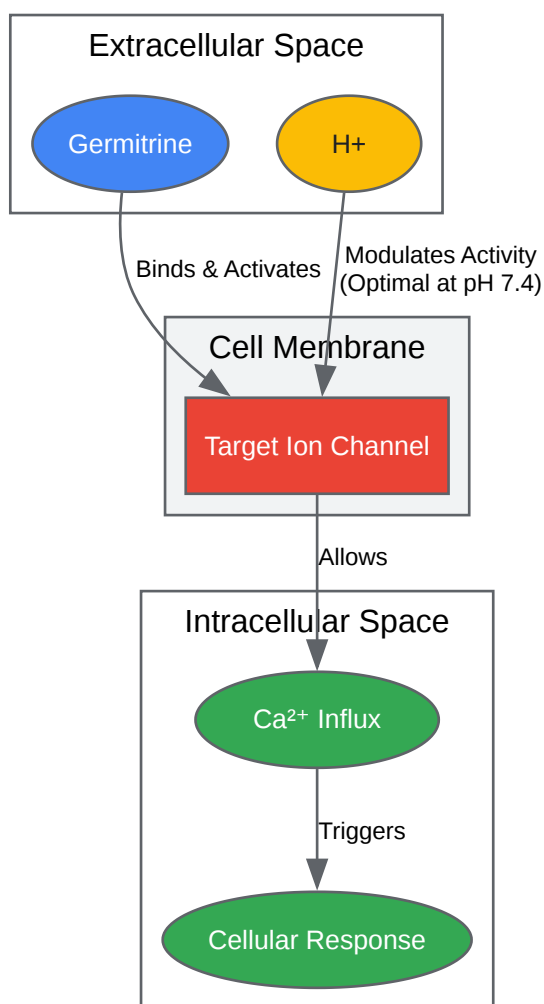 Extracellular Space
Germitrine
H+
Binds & Activates
Modulates Activity
(Optimal at pH 7.4)
Cell Membrane
Target Ion Channel
Allows
Intracellular Space
Ca²⁺ Influx
Triggers
Cellular Response